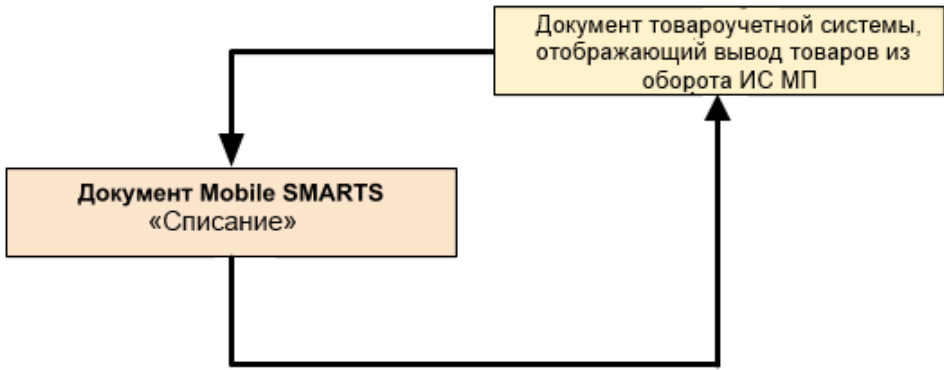 Документ товароучетной системы,
отображающий вывод товаров из
оборота ИС МП
Документ Mobile SMARTS
«Списание»